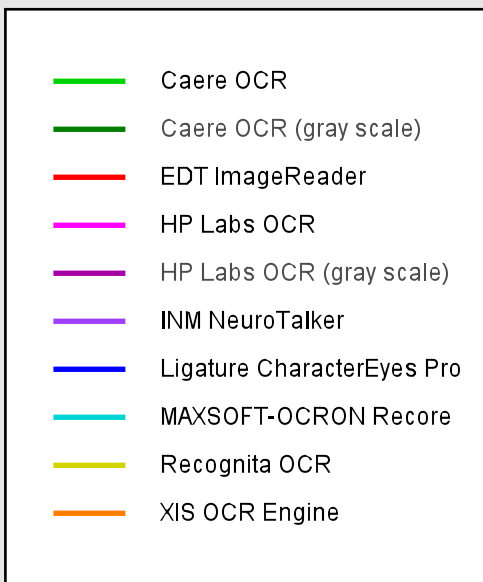 Caere OCR
Caere OCR (gray scale)
EDT ImageReader
HP Labs OCR
HP Labs OCR (gray scale)
INM NeuroTalker
Ligature CharacterEyes Pro
MAXSOFT-OCRON Recore
Recognita OCR
XIS OCR Engine